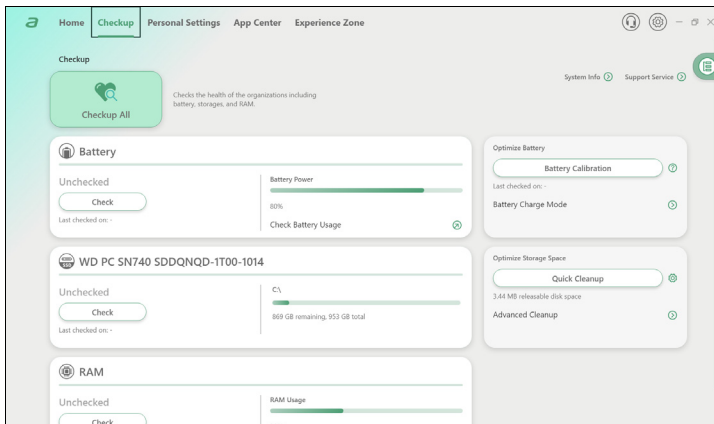 a
Home Checkup Personal Settings App Center Experience Zone
Checkup
System Info Support Service
Checkup All
Checks the health of the organizations including
battery, storages, and RAM.
Battery
Unchecked
Check
Last checked on: -
Battery Power
80%
Check Battery Usage
Optimize Battery
Battery Calibration
?
Last checked on: -
Battery Charge Mode
WD PC SN740 SDDQNQD-1T00-1014
Unchecked
Check
Last checked on: -
C:\
869 GB remaining, 953 GB total
Optimize Storage Space
Quick Cleanup
3.44 MB releasable disk space
Advanced Cleanup
RAM
Unchecked
Check
RAM Usage